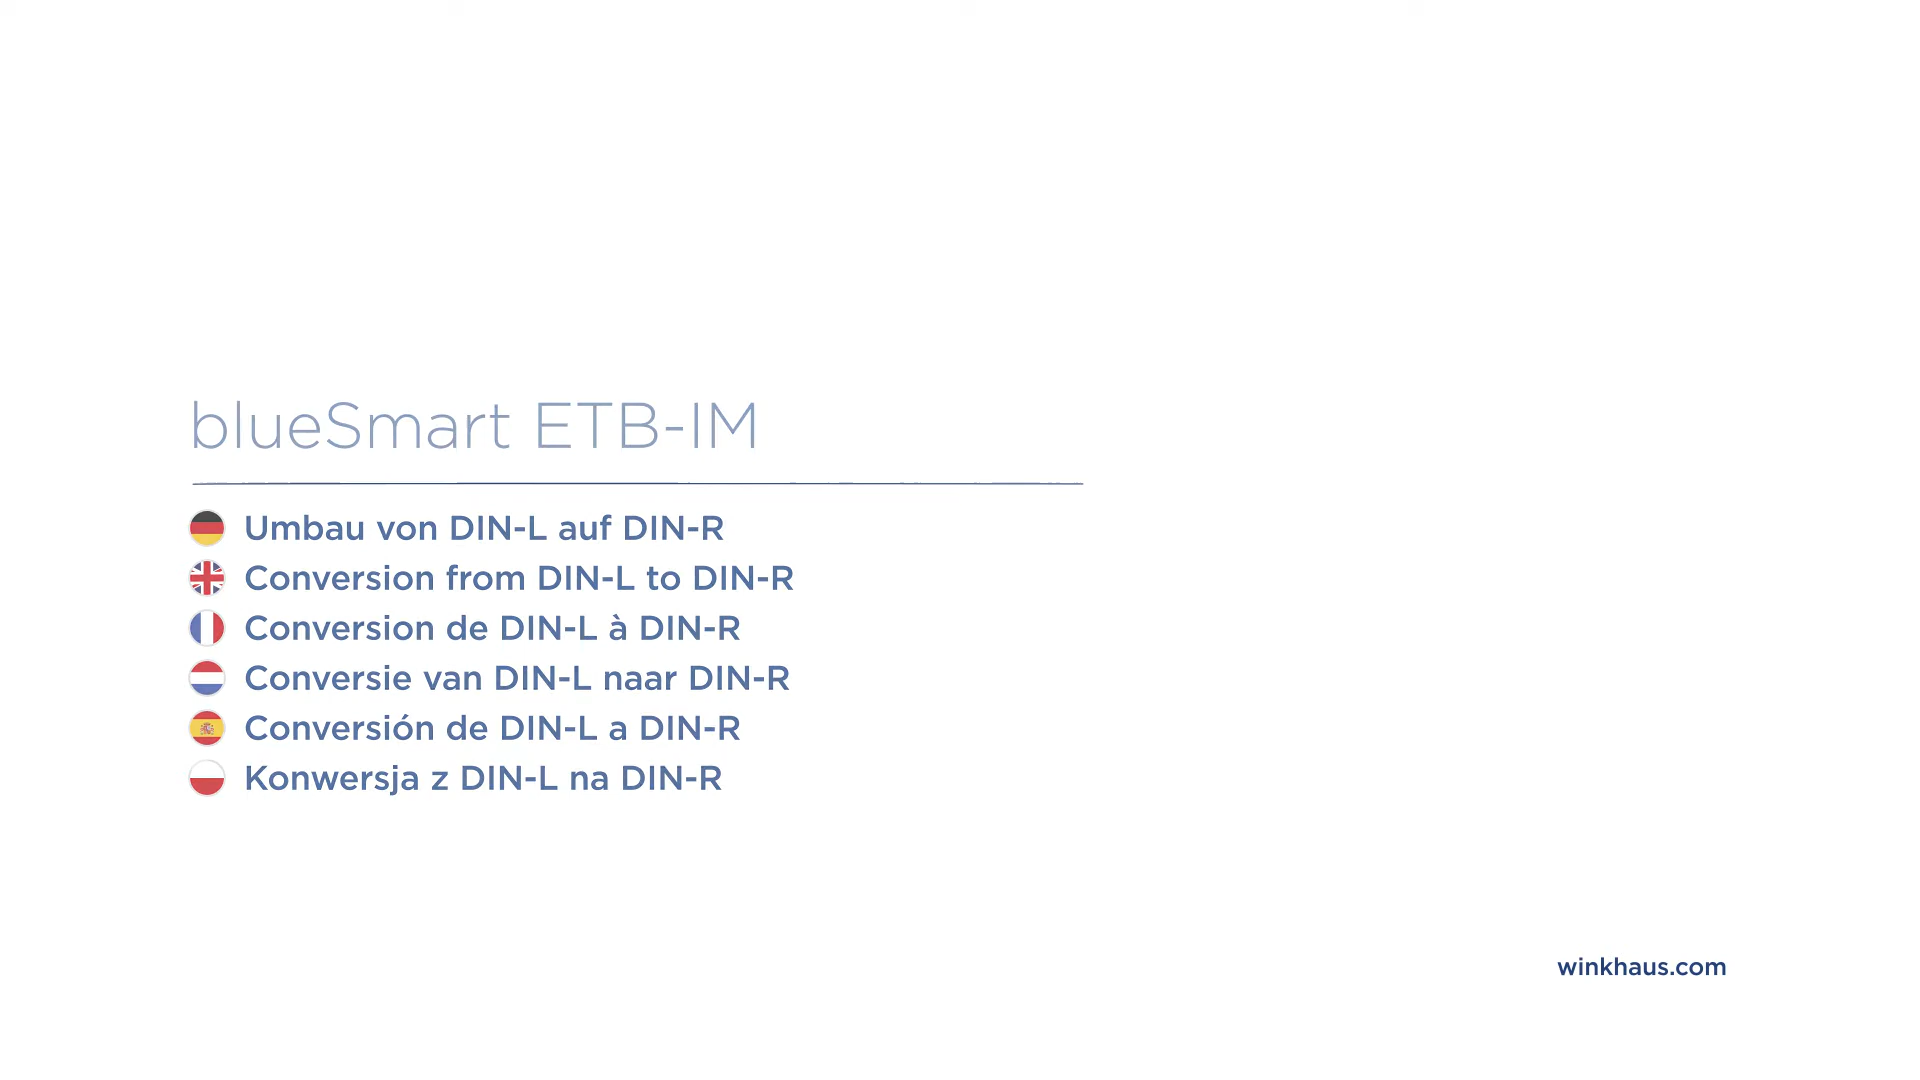 blueSmart ETB-IM
Umbau von DIN-L auf DIN-R
Conversion from DIN-L to DIN-R
Conversion de DIN-L à DIN-R
Conversie van DIN-L naar DIN-R
Conversión de DIN-L a DIN-R
Konwersja z DIN-L na DIN-R
winkhaus.com